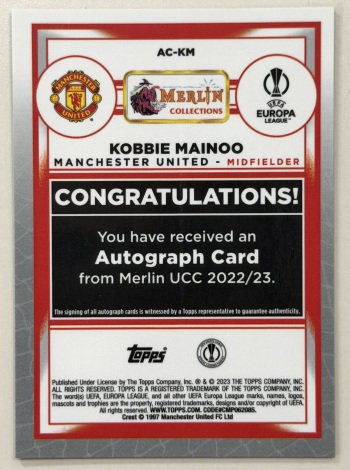 AC-KM
MANCHESTER
UNITED
MERLIN
COLLECTIONS
UEFA
EUROPA
LEAGUE™
KOBBIE MAINOO
MANCHESTER UNITED - MIDFIELDER
CONGRATULATIONS!
You have received an
Autograph Card
from Merlin UCC 2022/23.
The signing of all autograph cards is witnessed by a Topps representative to guarantee authenticity.
Topps
Published Under License by The Topps Company, Inc. ® & © 2023 THE TOPPS COMPANY, INC.
ALL RIGHTS RESERVED. TOPPS IS A REGISTERED TRADEMARK OF THE TOPPS COMPANY, INC.
The word(s) UEFA, EUROPA LEAGUE, and all other UEFA Europa League marks, names, logos,
mascots and trophies are the property, registered trademarks, designs and/or copyright of UEFA.
All rights reserved. WWW.TOPPS.COM. CODE#CMP062085.
Crest © 1997 Manchester United FC Ltd